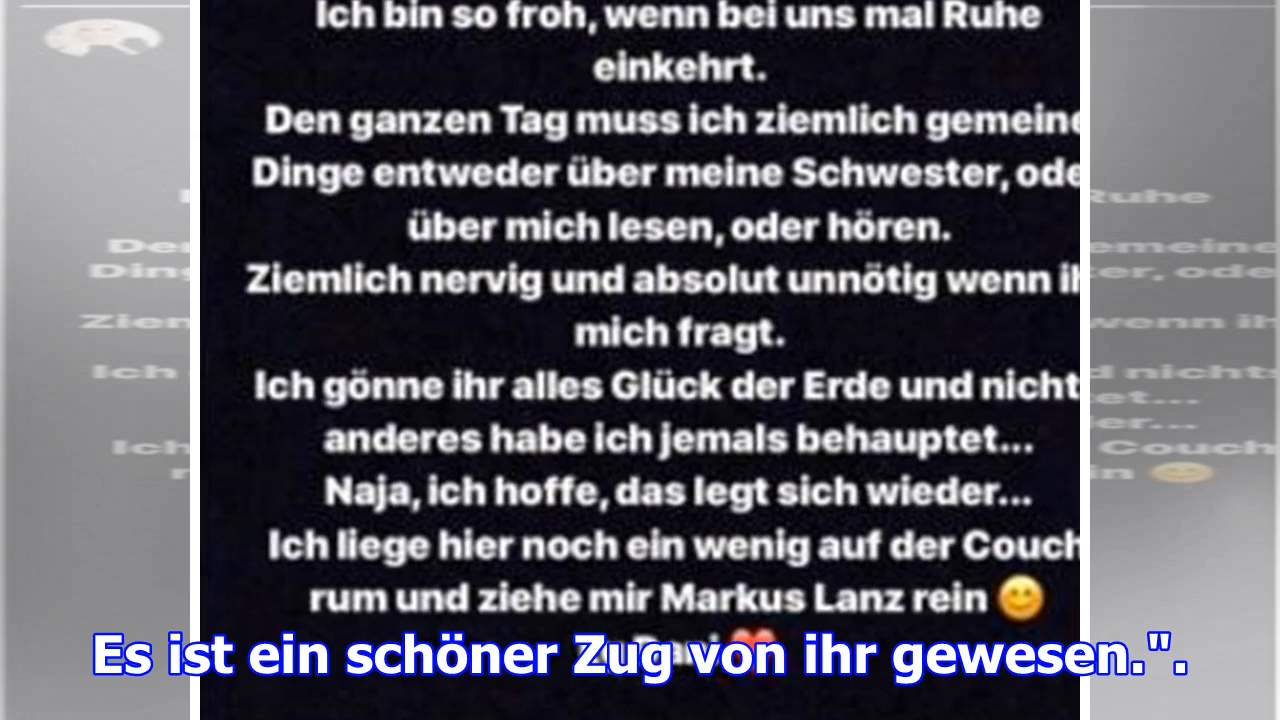 Ich bin so froh, wenn bei uns mal Ruhe
einkehrt.
Den ganzen Tag muss ich ziemlich gemeine
Dinge entweder über meine Schwester, ode
über mich lesen, oder hören.
Ziemlich nervig und absolut unnötig wenn ih
mich fragt.
Ich gönne ihr alles Glück der Erde und nicht
anderes habe ich jemals behauptet...
Naja, ich hoffe, das legt sich wieder...
Ich liege hier noch ein wenig auf der Couch
rum und ziehe mir Markus Lanz rein 😊
Es ist ein schöner Zug von ihr gewesen.".